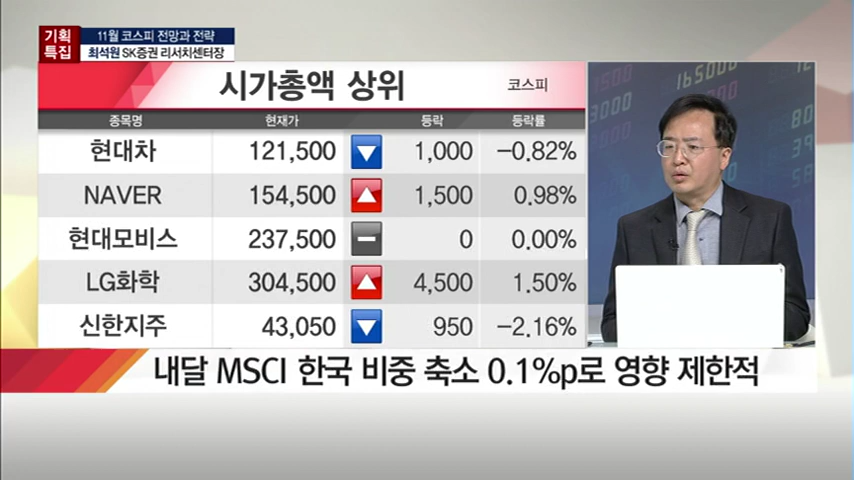 기획
특집
11월 코스피 전망과 전략
최석원 SK증권 리서치센터장
시가총액 상위
코스피
종목명 현재가 등락 등락률
현대차 121,500 1,000 -0.82%
NAVER 154,500 1,500 0.98%
현대모비스 237,500 0 0.00%
LG화학 304,500 4,500 1.50%
신한지주 43,050 950 -2.16%
내달 MSCI 한국 비중 축소 0.1%p로 영향 제한적